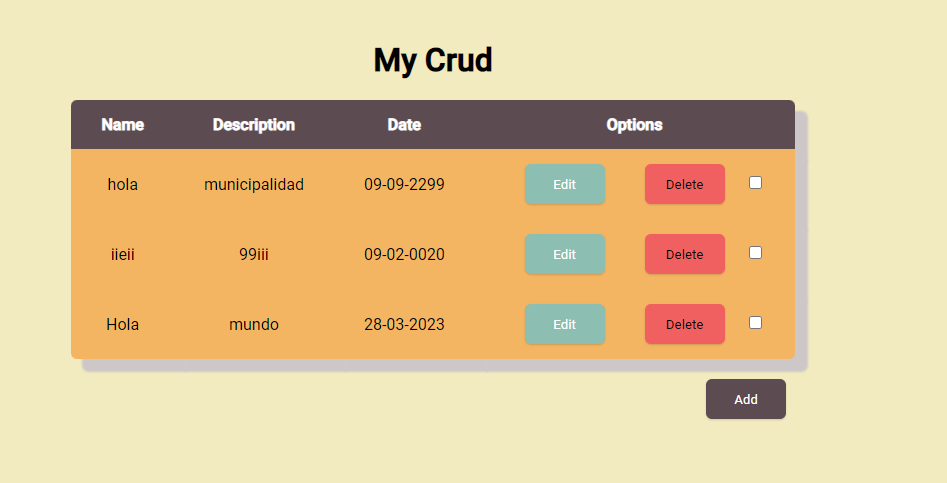 My Crud
Name Description Date Options
hola municipalidad 09-09-2299 Edit Delete
iieii 99iii 09-02-0020 Edit Delete
Hola mundo 28-03-2023 Edit Delete
Add